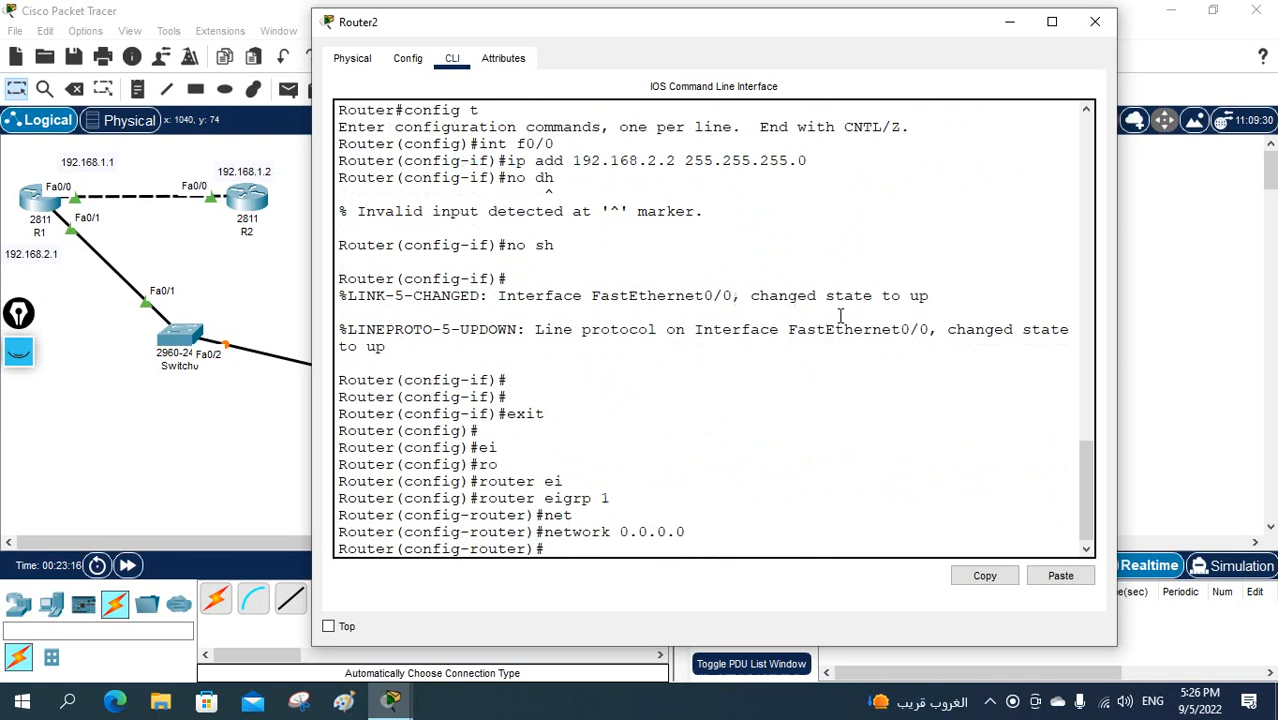 Cisco Packet Tracer
File Edit Options View Tools Extensions Window
Logical Physical x: 1040, y: 74
11:09:30
192.168.1.1
Fa0/0
Fa0/0
192.168.1.2
2811
R1
Fa0/1
2811
R2
192.168.2.1
Fa0/1
2960-24
Fa0/2
Switch0
Time: 00:23:16
Realtime Simulation
Periodic Num Edit
Automatically Choose Connection Type
Toggle PDU List Window
Router2
Physical Config CLI Attributes
IOS Command Line Interface
Router#config t
Enter configuration commands, one per line. End with CNTL/Z.
Router(config)#int f0/0
Router(config-if)#ip add 192.168.2.2 255.255.255.0
Router(config-if)#no dh
^
% Invalid input detected at '^' marker.
Router(config-if)#no sh
Router(config-if)#
%LINK-5-CHANGED: Interface FastEthernet0/0, changed state to up
%LINEPROTO-5-UPDOWN: Line protocol on Interface FastEthernet0/0, changed state
to up
Router(config-if)#
Router(config-if)#
Router(config-if)#exit
Router(config)#
Router(config)#ei
Router(config)#ro
Router(config)#router ei
Router(config)#router eigrp 1
Router(config-router)#net
Router(config-router)#network 0.0.0.0
Router(config-router)#
Copy Paste
Top
الغروب قريب
ENG
5:26 PM
9/5/2022